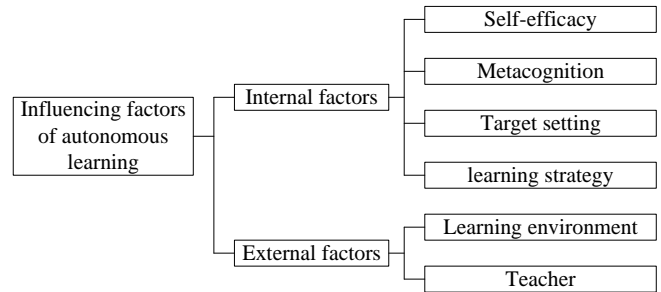 Influencing factors
of autonomous
learning
Internal factors
Self-efficacy
Metacognition
Target setting
learning strategy
External factors
Learning environment
Teacher